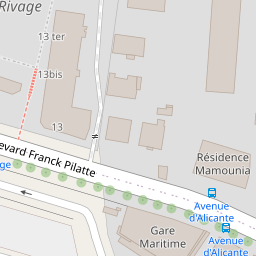 Rivage
13 ter
13bis
13
evard Franck Pilatte
ge
Résidence
Mamounia
Avenue
d'Alicante
Gare
Maritime
Avenue
d'Alicante